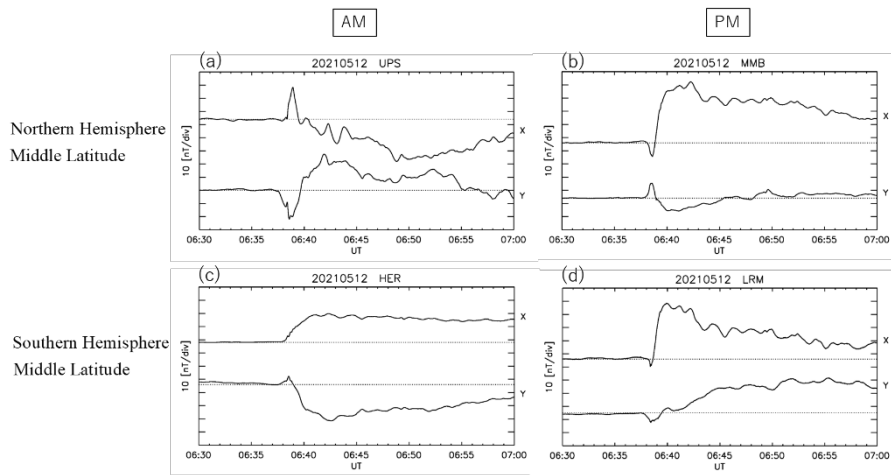 AM
PM
Northern Hemisphere
Middle Latitude
(a)
20210512 UPS
10 [nT/div]
X
Y
06:30 06:35 06:40 06:45 06:50 06:55 07:00
UT
(b)
20210512 MMB
10 [nT/div]
X
Y
06:30 06:35 06:40 06:45 06:50 06:55 07:00
UT
Southern Hemisphere
Middle Latitude
(c)
20210512 HER
10 [nT/div]
X
Y
06:30 06:35 06:40 06:45 06:50 06:55 07:00
UT
(d)
20210512 LRM
10 [nT/div]
X
Y
06:30 06:35 06:40 06:45 06:50 06:55 07:00
UT